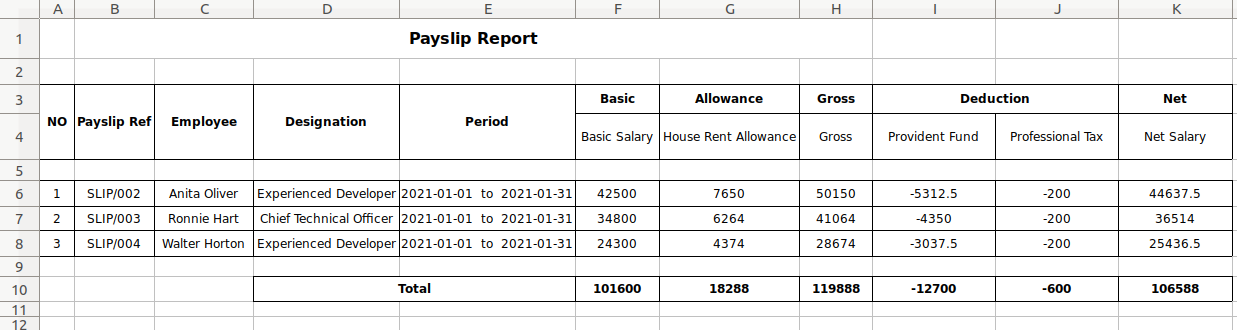 A B C D E F G H I J K
1 Payslip Report
2
3 Basic Allowance Gross Deduction Net
NO Payslip Ref Employee Designation Period
4 Basic Salary House Rent Allowance Gross Provident Fund Professional Tax Net Salary
5
6 1 SLIP/002 Anita Oliver Experienced Developer 2021-01-01 to 2021-01-31 42500 7650 50150 -5312.5 -200 44637.5
7 2 SLIP/003 Ronnie Hart Chief Technical Officer 2021-01-01 to 2021-01-31 34800 6264 41064 -4350 -200 36514
8 3 SLIP/004 Walter Horton Experienced Developer 2021-01-01 to 2021-01-31 24300 4374 28674 -3037.5 -200 25436.5
9
10 Total 101600 18288 119888 -12700 -600 106588
11
12